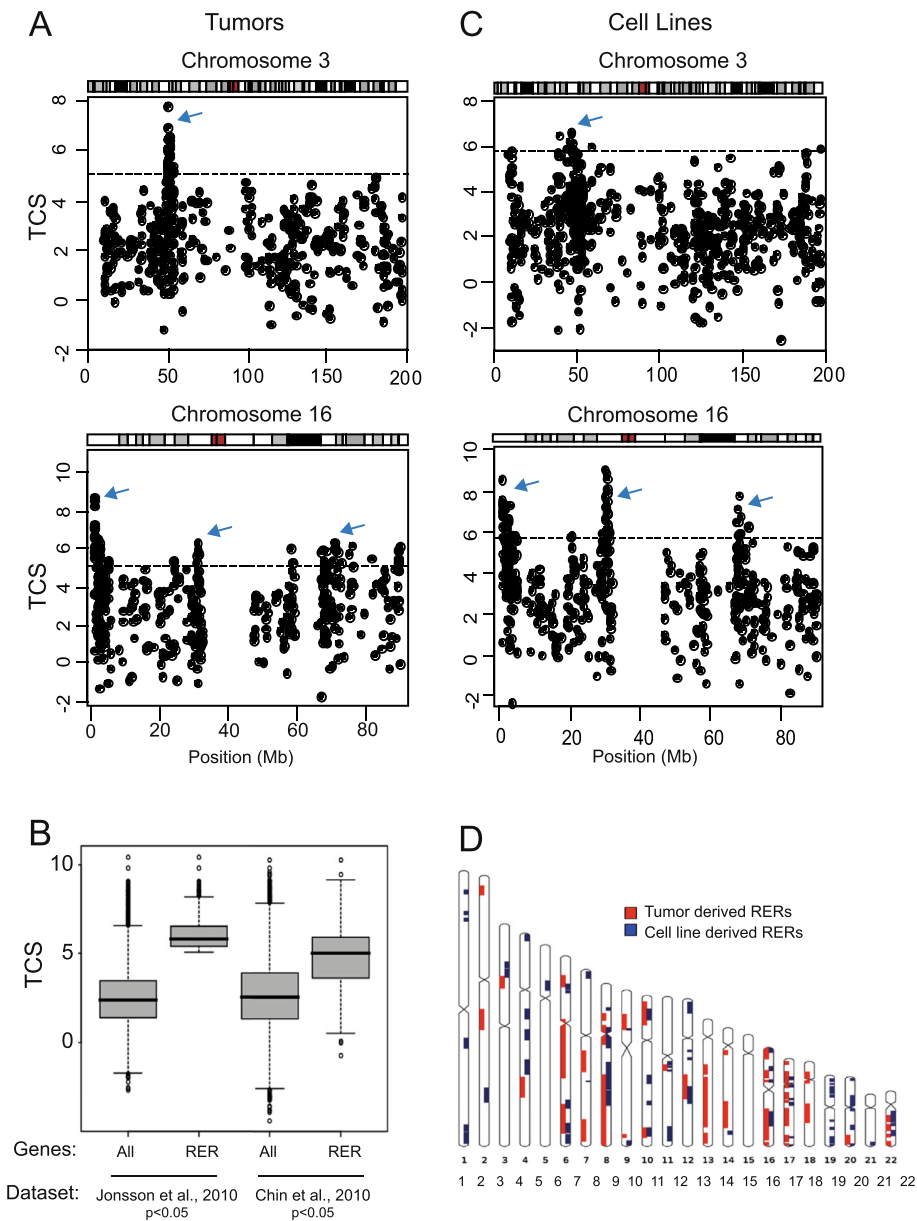 A
Tumors
Chromosome 3
8
6
4
2
0
-2
TCS
0
50
100
150
200
Chromosome 16
10
8
6
4
2
0
-2
TCS
0
20
40
60
80
Position (Mb)
C
Cell Lines
Chromosome 3
8
6
4
2
0
-2
0
50
100
150
200
Chromosome 16
10
8
6
4
2
0
-2
0
20
40
60
80
Position (Mb)
B
10
5
0
TCS
Genes:
All
RER
All
RER
Dataset:
Jonsson et al., 2010
p<0.05
Chin et al., 2010
p<0.05
D
Tumor derived RERs
Cell line derived RERs
1 2 3 4 5 6 7 8 9 10 11 12 13 14 15 16 17 18 19 20 21 22
1 2 3 4 5 6 7 8 9 10 11 12 13 14 15 16 17 18 19 20 21 22